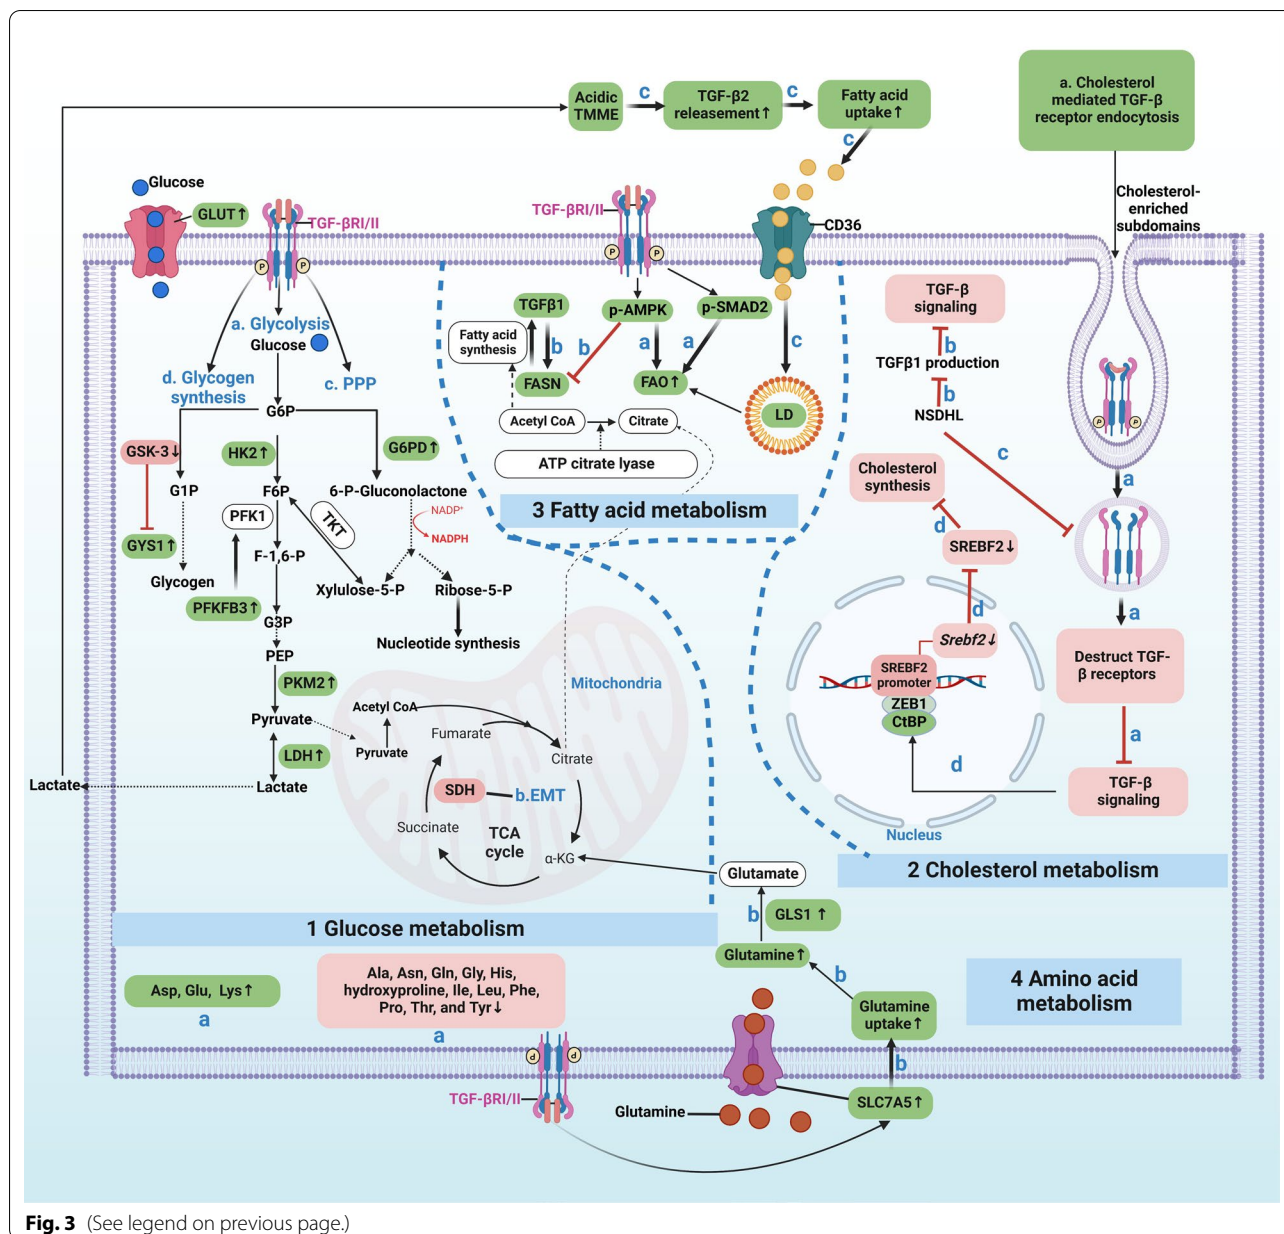 a. Cholesterol
mediated TGF-β
receptor endocytosis
Acidic
TMME
c
TGF-β2
releasement↑
c
Fatty acid
uptake↑
c
Glucose
GLUT↑
TGF-βRI/II
P
P
TGF-βRI/II
P
P
CD36
Cholesterol-
enriched
subdomains
a. Glycolysis
Glucose
d. Glycogen
synthesis
c. PPP
G6P
GSK-3↓
HK2↑
G6PD↑
G1P
F6P
6-P-Gluconolactone
PFK1
TKT
NADP⁺
NADPH
GYS1↑
F-1,6-P
Glycogen
Xylulose-5-P
Ribose-5-P
PFKFB3↑
G3P
Nucleotide synthesis
PEP
PKM2↑
Pyruvate
LDH↑
Lactate
Lactate
TGFβ1
Fatty acid
synthesis
b
b
FASN
p-AMPK
p-SMAD2
a
a
c
FAO↑
LD
Acetyl CoA
Citrate
ATP citrate lyase
3 Fatty acid metabolism
TGF-β
signaling
b
TGFβ1 production
b
NSDHL
c
P
P
a
Cholesterol
synthesis
d
SREBF2↓
d
Srebf2↓
SREBF2
promoter
ZEB1
CtBP
d
Nucleus
a
Destruct TGF-
β receptors
a
TGF-β
signaling
2 Cholesterol metabolism
Mitochondria
Acetyl CoA
Pyruvate
Fumarate
Citrate
SDH
b.EMT
Succinate
TCA
cycle
α-KG
Glutamate
b
GLS1 ↑
Glutamine↑
b
1 Glucose metabolism
Asp, Glu, Lys↑
a
Ala, Asn, Gln, Gly, His,
hydroxyproline, Ile, Leu, Phe,
Pro, Thr, and Tyr↓
a
4 Amino acid
metabolism
Glutamine
uptake↑
b
P
P
TGF-βRI/II
SLC7A5↑
Glutamine
Fig. 3 (See legend on previous page.)